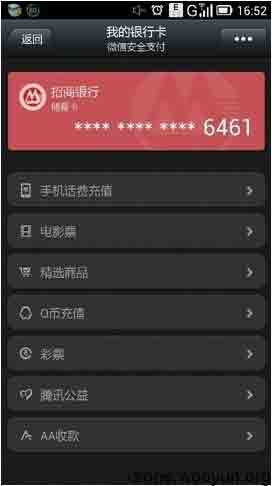 16:52
返回
我的银行卡
微信安全支付
招商银行
储蓄卡
**** **** **** 6461
手机话费充值
电影票
精选商品
Q币充值
彩票
腾讯公益
AA收款